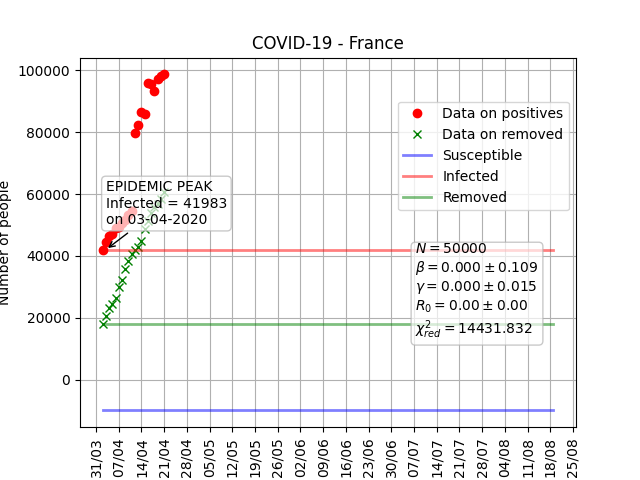 COVID-19 - France
100000
80000
60000
40000
20000
0
Number of people
Data on positives
Data on removed
Susceptible
Infected
Removed
EPIDEMIC PEAK
Infected = 41983
on 03-04-2020
N = 50000
β = 0.000 ± 0.109
γ = 0.000 ± 0.015
R₀ = 0.00 ± 0.00
χ²red = 14431.832
31/03
07/04
14/04
21/04
28/04
05/05
12/05
19/05
26/05
02/06
09/06
16/06
23/06
30/06
07/07
14/07
21/07
28/07
04/08
11/08
18/08
25/08